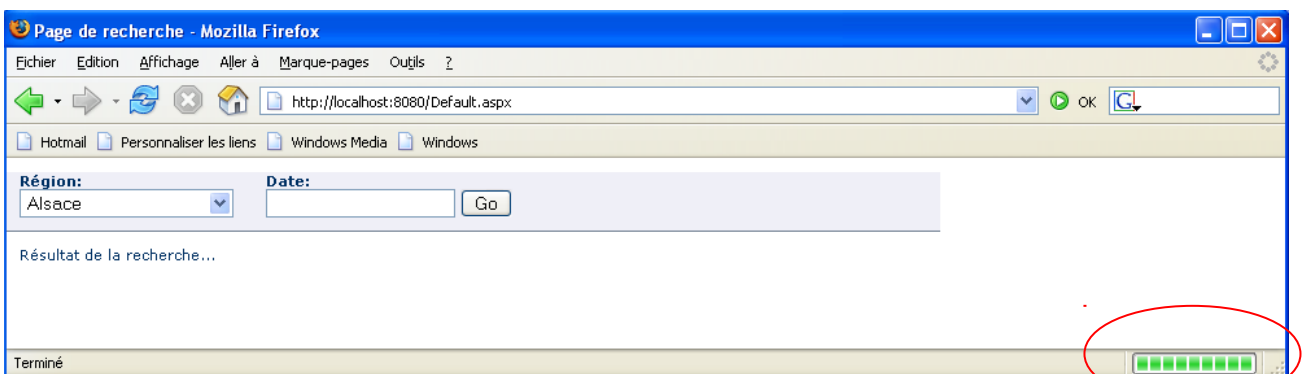 Page de recherche - Mozilla Firefox
Fichier Edition Affichage Aller à Marque-pages Outils ?
http://localhost:8080/Default.aspx OK G
Hotmail Personnaliser les liens Windows Media Windows
Région: Date:
Alsace Go
Résultat de la recherche...
Terminé